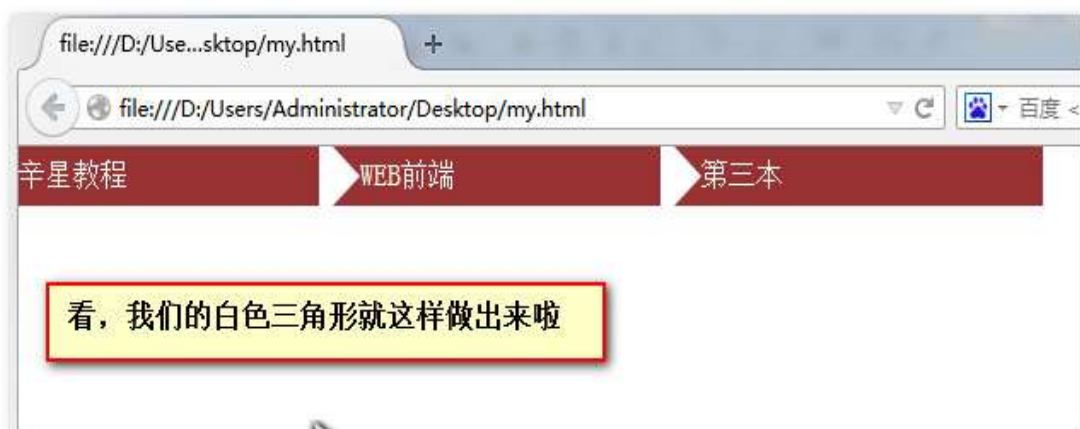 file:///D:/Use...sktop/my.html
+
file:///D:/Users/Administrator/Desktop/my.html 百度 <
辛星教程 WEB前端 第三本
看，我们的白色三角形就这样做出来啦